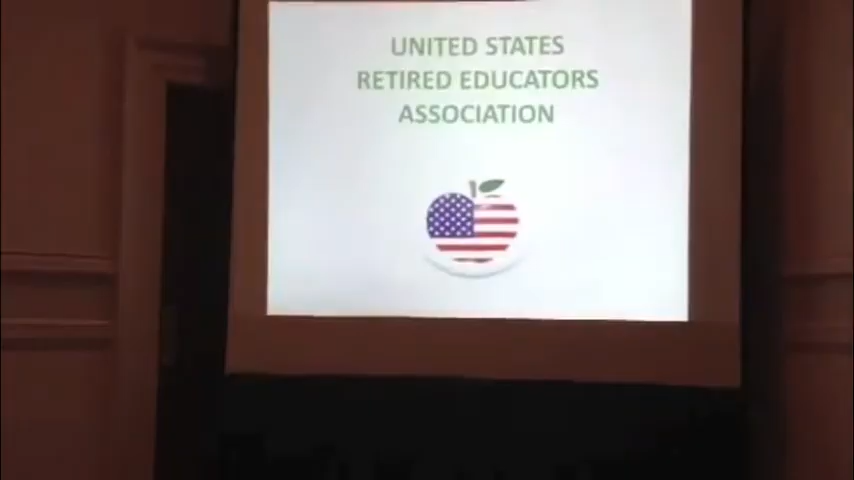 UNITED STATES
RETIRED EDUCATORS
ASSOCIATION